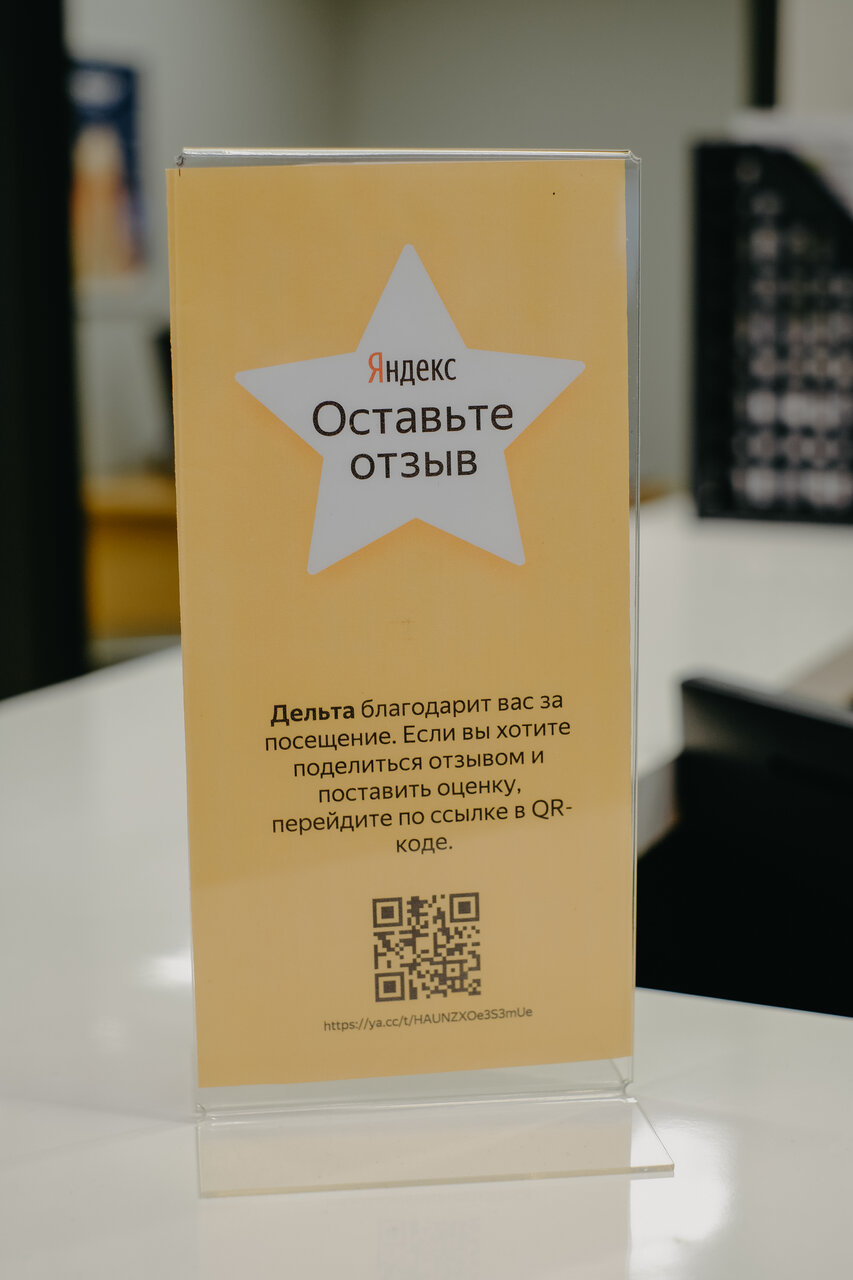 Яндекс
Оставьте
отзыв
Дельта благодарит вас за
посещение. Если вы хотите
поделиться отзывом и
поставить оценку,
перейдите по ссылке в QR-
коде.
https://ya.cc/t/HAUNZXOe3S3mUe